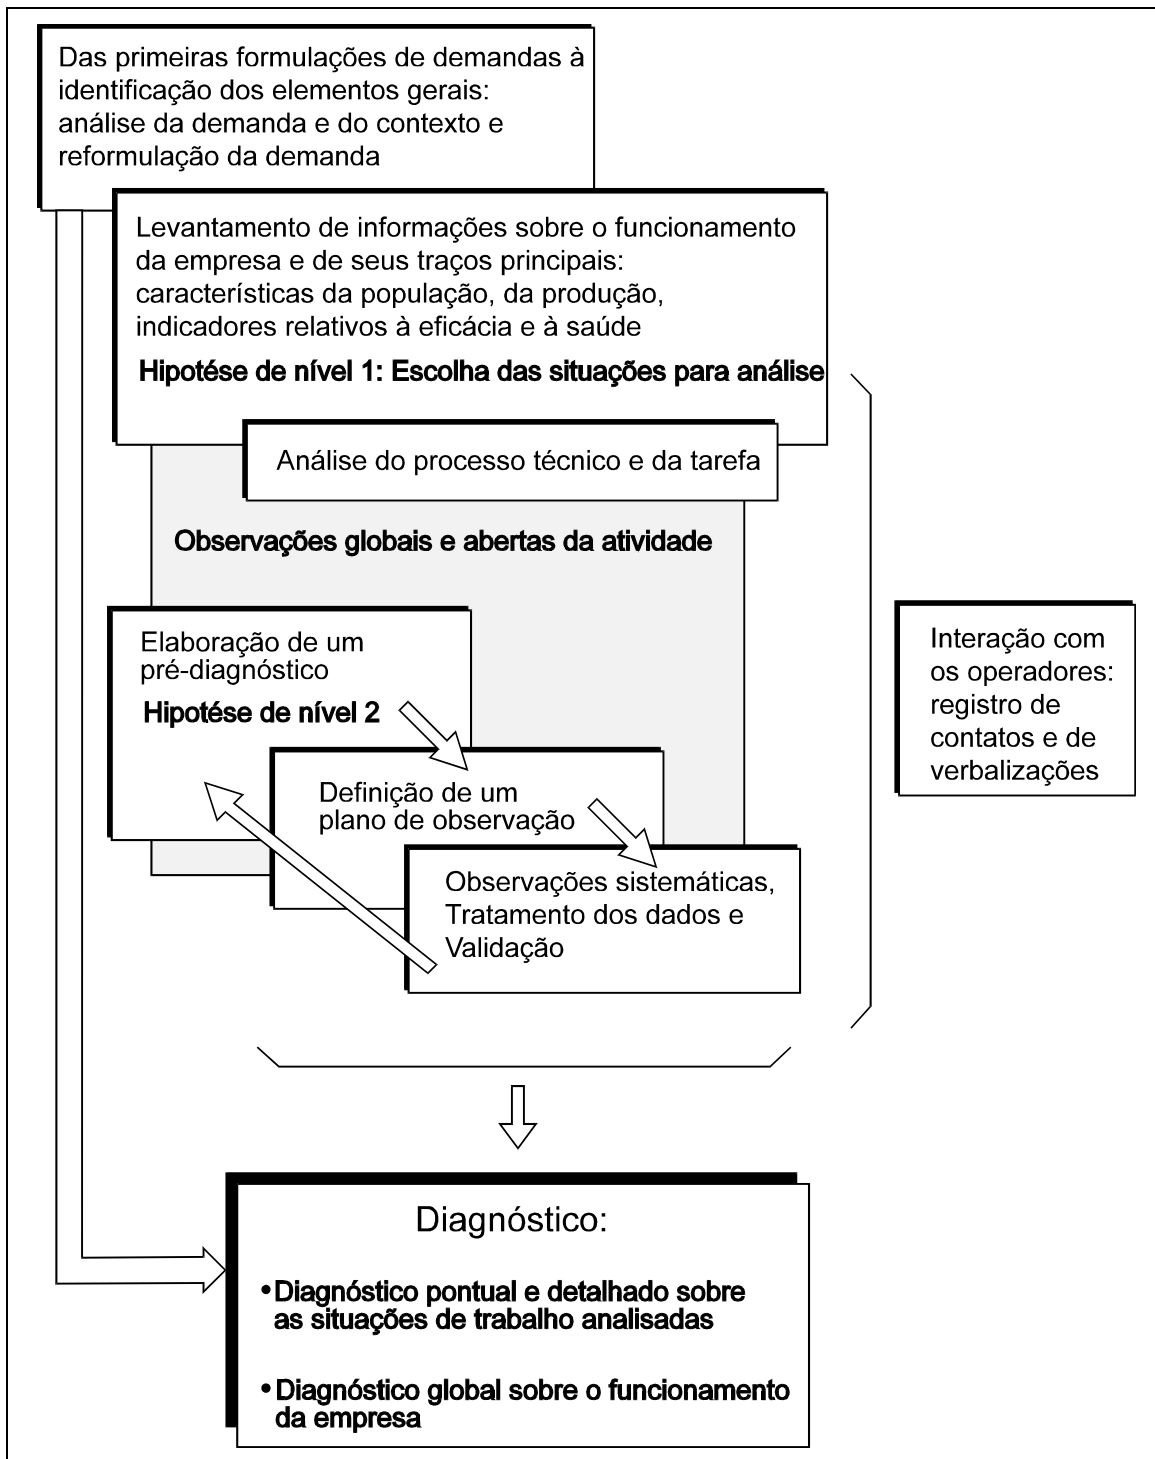 Das primeiras formulações de demandas à
identificação dos elementos gerais:
análise da demanda e do contexto e
reformulação da demanda
Levantamento de informações sobre o funcionamento
da empresa e de seus traços principais:
características da população, da produção,
indicadores relativos à eficácia e à saúde
Hipotése de nível 1: Escolha das situações para análise
Análise do processo técnico e da tarefa
Observações globais e abertas da atividade
Elaboração de um
pré-diagnóstico
Hipotése de nível 2
Definição de um
plano de observação
Observações sistemáticas,
Tratamento dos dados e
Validação
Interação com
os operadores:
registro de
contatos e de
verbalizações
Diagnóstico:
•Diagnóstico pontual e detalhado sobre
as situações de trabalho analisadas
•Diagnóstico global sobre o funcionamento
da empresa